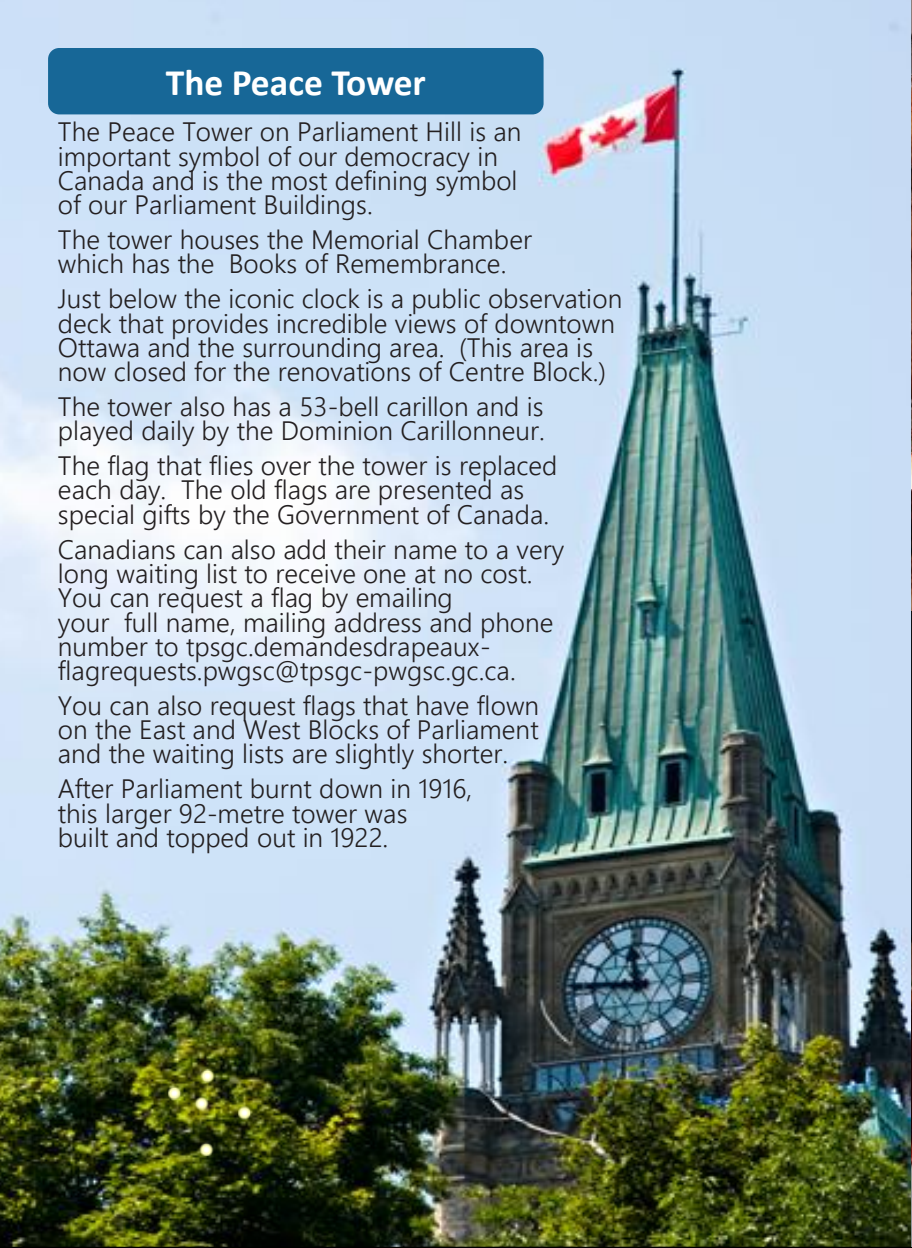 The Peace Tower
The Peace Tower on Parliament Hill is an
important symbol of our democracy in
Canada and is the most defining symbol
of our Parliament Buildings.
The tower houses the Memorial Chamber
which has the  Books of Remembrance.
Just below the iconic clock is a public observation
deck that provides incredible views of downtown
Ottawa and the surrounding area.  (This area is
now closed for the renovations of Centre Block.)
The tower also has a 53-bell carillon and is
played daily by the Dominion Carillonneur.
The flag that flies over the tower is replaced
each day.  The old flags are presented as
special gifts by the Government of Canada.
Canadians can also add their name to a very
long waiting list to receive one at no cost.
You can request a flag by emailing
your  full name, mailing address and phone
number to tpsgc.demandesdrapeaux-
flagrequests.pwgsc@tpsgc-pwgsc.gc.ca.
You can also request flags that have flown
on the East and West Blocks of Parliament
and the waiting lists are slightly shorter.
After Parliament burnt down in 1916,
this larger 92-metre tower was
built and topped out in 1922.